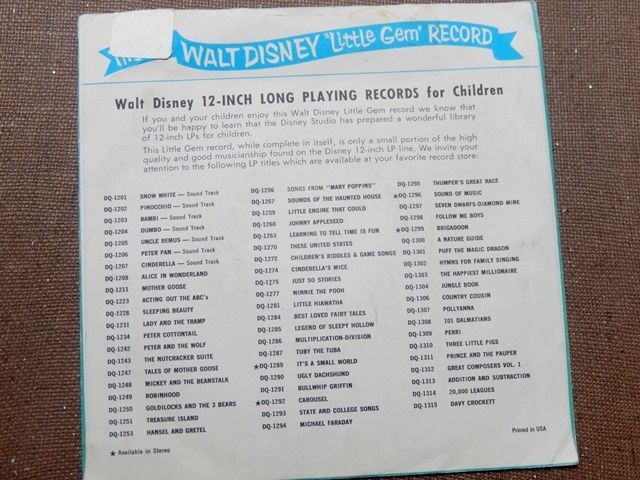 WALT DISNEY "Little Gem" RECORD
Walt Disney 12-INCH LONG PLAYING RECORDS for Children
If you and your children enjoy this Walt Disney Little Gem record we know that
you'll be happy to learn that the Disney Studio has prepared a wonderful library
of 12-inch LPs for children.
This Little Gem record, while complete in itself, is only a small portion of the high
quality and good musicianship found on the Disney 12-inch LP line. We invite your
attention to the following LP titles which are available at your favorite record store:
DQ-1201 SNOW WHITE — Sound Track
DQ-1202 PINOCCHIO — Sound Track
DQ-1203 BAMBI — Sound Track
DQ-1204 DUMBO — Sound Track
DQ-1205 UNCLE REMUS — Sound Track
DQ-1206 PETER PAN — Sound Track
DQ-1207 CINDERELLA — Sound Track
DQ-1208 ALICE IN WONDERLAND
DQ-1211 MOTHER GOOSE
DQ-1223 ACTING OUT THE ABC's
DQ-1228 SLEEPING BEAUTY
DQ-1231 LADY AND THE TRAMP
DQ-1234 PETER COTTONTAIL
DQ-1242 PETER AND THE WOLF
DQ-1243 THE NUTCRACKER SUITE
DQ-1247 TALES OF MOTHER GOOSE
DQ-1248 MICKEY AND THE BEANSTALK
DQ-1249 ROBINHOOD
DQ-1250 GOLDILOCKS AND THE 3 BEARS
DQ-1251 TREASURE ISLAND
DQ-1253 HANSEL AND GRETEL
DQ-1256 SONGS FROM "MARY POPPINS"
DQ-1257 SOUNDS OF THE HAUNTED HOUSE
DQ-1259 LITTLE ENGINE THAT COULD
DQ-1260 JOHNNY APPLESEED
DQ-1263 LEARNING TO TELL TIME IS FUN
DQ-1270 THESE UNITED STATES
DQ-1272 CHILDREN'S RIDDLES & GAME SONGS
DQ-1274 CINDERELLA'S MICE
DQ-1275 JUST SO STORIES
DQ-1277 WINNIE THE POOH
DQ-1281 LITTLE HIAWATHA
DQ-1284 BEST LOVED FAIRY TALES
DQ-1285 LEGEND OF SLEEPY HOLLOW
DQ-1286 MULTIPLICATION-DIVISION
DQ-1287 TUBY THE TUBA
★DQ-1289 IT'S A SMALL WORLD
DQ-1290 UGLY DACHSHUND
DQ-1291 BULLWHIP GRIFFIN
★DQ-1292 CAROUSEL
DQ-1293 STATE AND COLLEGE SONGS
DQ-1294 MICHAEL FARADAY
DQ-1295 THUMPER'S GREAT RACE
★DQ-1296 SOUND OF MUSIC
DQ-1297 SEVEN DWARFS-DIAMOND MINE
DQ-1298 FOLLOW ME BOYS
★DQ-1299 BRIGADOON
DQ-1300 A NATURE GUIDE
DQ-1301 PUFF THE MAGIC DRAGON
DQ-1302 HYMNS FOR FAMILY SINGING
DQ-1303 THE HAPPIEST MILLIONAIRE
DQ-1304 JUNGLE BOOK
DQ-1306 COUNTRY COUSIN
DQ-1307 POLLYANNA
DQ-1308 101 DALMATIANS
DQ-1309 PERRI
DQ-1310 THREE LITTLE PIGS
DQ-1311 PRINCE AND THE PAUPER
DQ-1312 GREAT COMPOSERS VOL. 1
DQ-1313 ADDITION AND SUBTRACTION
DQ-1314 20,000 LEAGUES
DQ-1315 DAVY CROCKETT
★ Available in Stereo
Printed in USA